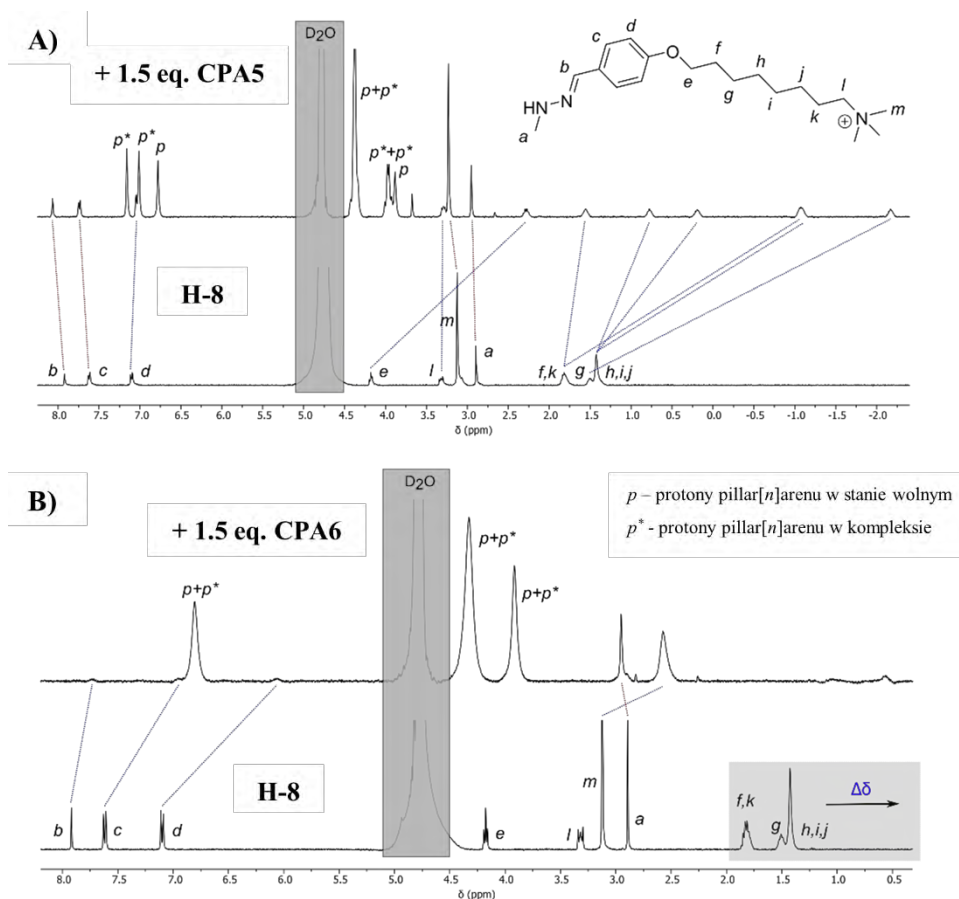 A)
+ 1.5 eq. CPA5
D₂O
p*
p*
p
p+p*
p*+p*
p
HN
N
a
b
c
d
O
e
f
g
h
i
j
k
l
N
⊕
m
H-8
b
c
d
e
l
m
a
f,k
g
h,i,j
8.0 7.5 7.0 6.5 6.0 5.5 5.0 4.5 4.0 3.5 3.0 2.5 2.0 1.5 1.0 0.5 0.0 -0.5 -1.0 -1.5 -2.0
δ (ppm)
B)
+ 1.5 eq. CPA6
D₂O
p+p*
p+p*
p+p*
p – protony pillar[n]arenu w stanie wolnym
p* - protony pillar[n]arenu w kompleksie
H-8
b
c
d
e
l
m
a
f,k
g
h,i,j
Δδ
8.0 7.5 7.0 6.5 6.0 5.5 5.0 4.5 4.0 3.5 3.0 2.5 2.0 1.5 1.0 0.5
δ (ppm)